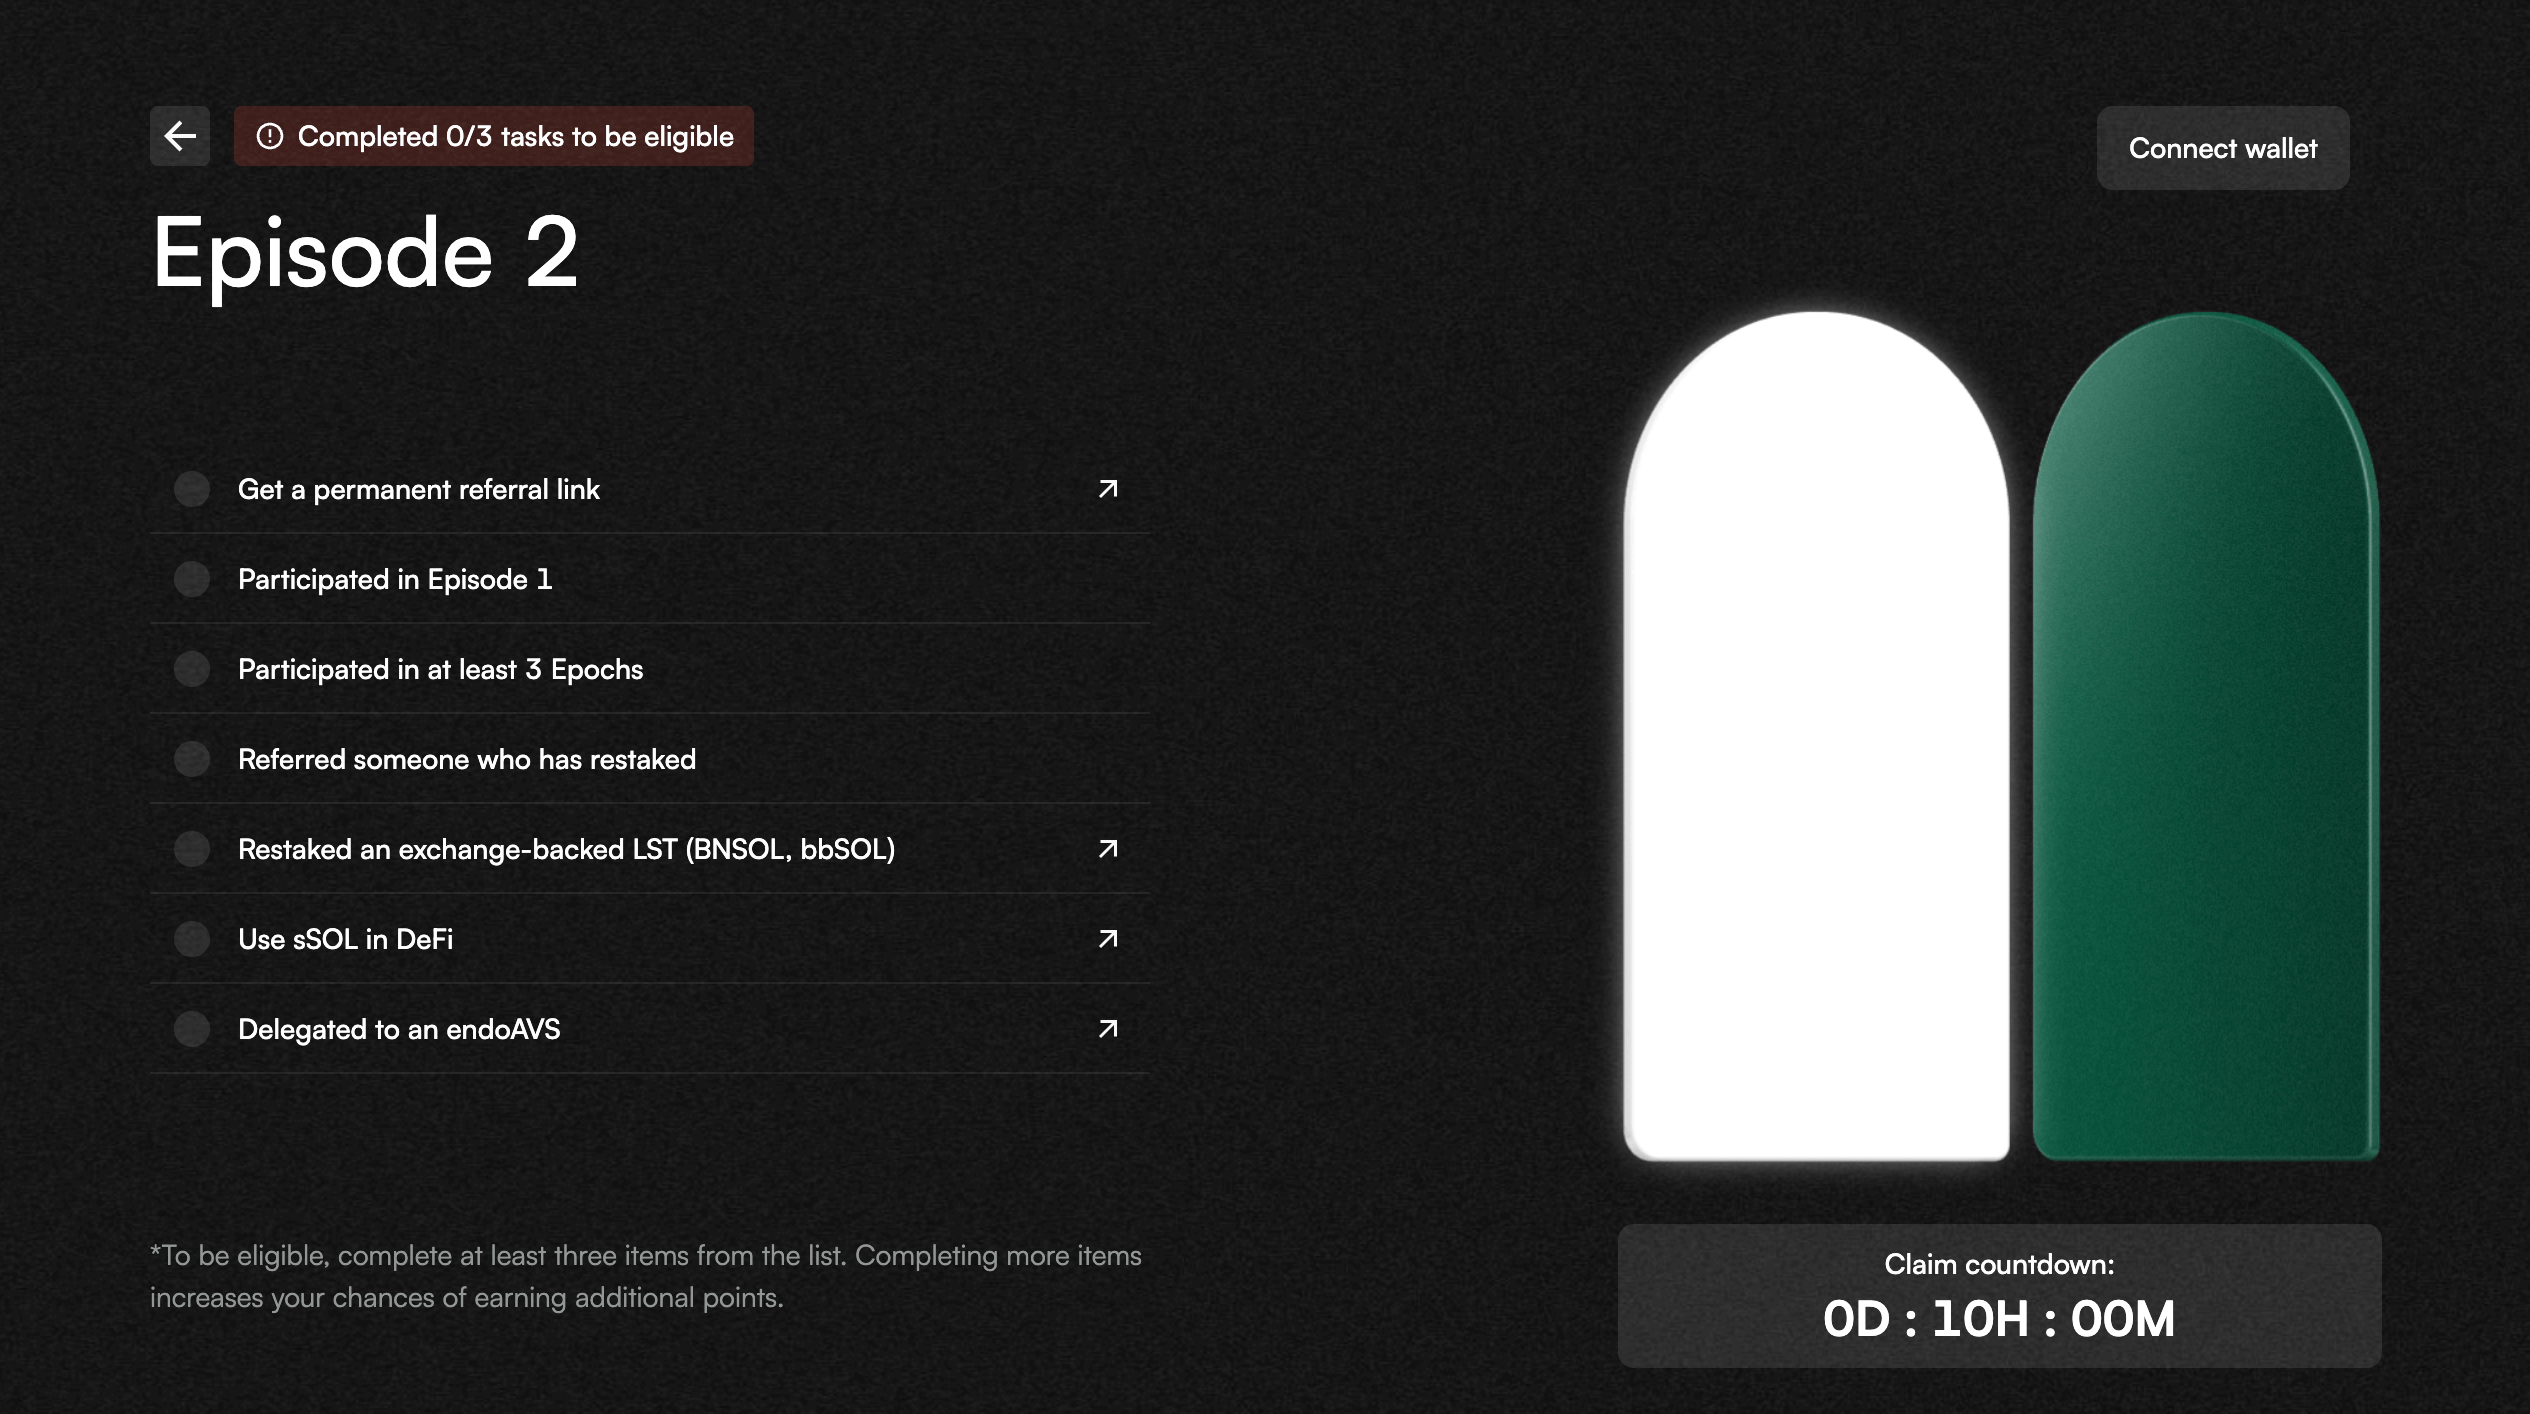 Completed 0/3 tasks to be eligible
Connect wallet
Episode 2
Get a permanent referral link
Participated in Episode 1
Participated in at least 3 Epochs
Referred someone who has restaked
Restaked an exchange-backed LST (BNSOL, bbSOL)
Use sSOL in DeFi
Delegated to an endoAVS
*To be eligible, complete at least three items from the list. Completing more items
increases your chances of earning additional points.
Claim countdown:
0D : 10H : 00M